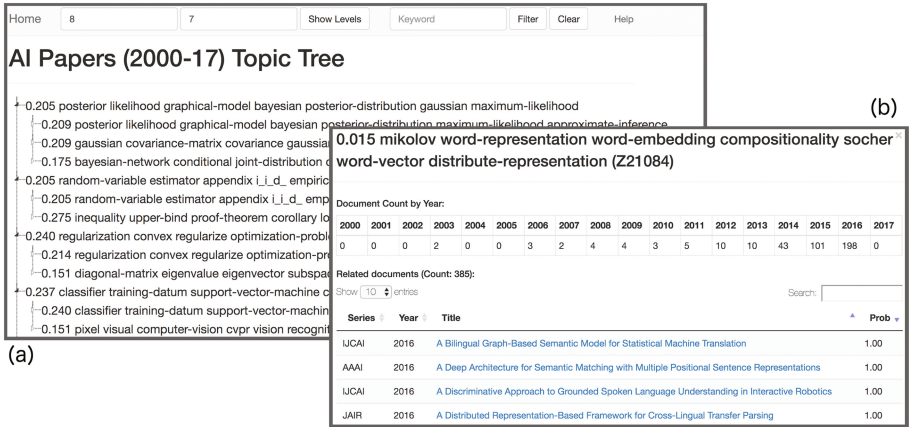 Home 8 7 Show Levels Keyword Filter Clear Help
AI Papers (2000-17) Topic Tree
0.205 posterior likelihood graphical-model bayesian posterior-distribution gaussian maximum-likelihood
0.209 posterior likelihood graphical-model bayesian posterior-distribution maximum-likelihood approximate-inference
0.209 gaussian covariance-matrix covariance gaussian
0.175 bayesian-network conditional joint-distribution
0.205 random-variable estimator appendix i_i_d_ empiric
0.205 random-variable estimator appendix i_i_d_ emp
0.275 inequality upper-bind proof-theorem corollary lo
0.240 regularization convex regularize optimization-prob
0.214 regularization convex regularize optimization-pr
0.151 diagonal-matrix eigenvalue eigenvector subspac
0.237 classifier training-datum support-vector-machine c
0.240 classifier training-datum support-vector-machin
0.151 pixel visual computer-vision cvpr vision recognit
(a)
(b)
0.015 mikolov word-representation word-embedding compositionality socher ×
word-vector distribute-representation (Z21084)
Document Count by Year:
2000 2001 2002 2003 2004 2005 2006 2007 2008 2009 2010 2011 2012 2013 2014 2015 2016 2017
0 0 0 2 0 0 3 2 4 4 3 5 10 10 43 101 198 0
Related documents (Count: 385):
Show 10 entries Search:
Series Year Title Prob
IJCAI 2016 A Bilingual Graph-Based Semantic Model for Statistical Machine Translation 1.00
AAAI 2016 A Deep Architecture for Semantic Matching with Multiple Positional Sentence Representations 1.00
IJCAI 2016 A Discriminative Approach to Grounded Spoken Language Understanding in Interactive Robotics 1.00
JAIR 2016 A Distributed Representation-Based Framework for Cross-Lingual Transfer Parsing 1.00